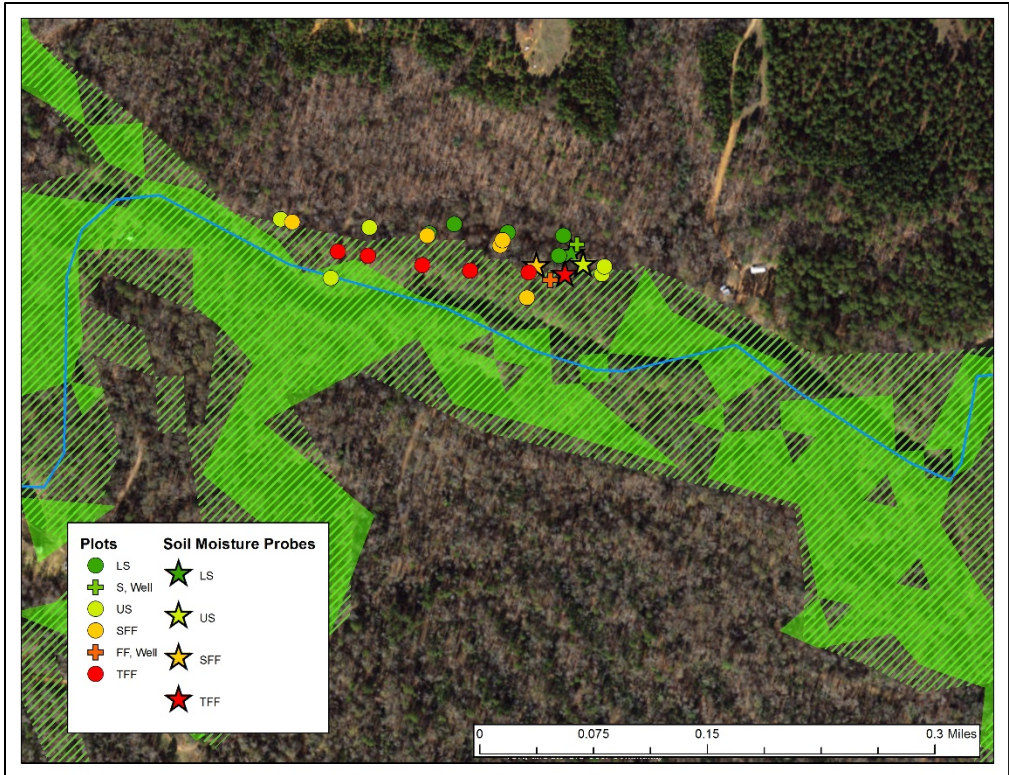 Plots
LS
S, Well
US
SFF
FF, Well
TFF
Soil Moisture Probes
LS
US
SFF
TFF
0 0.075 0.15 0.3 Miles